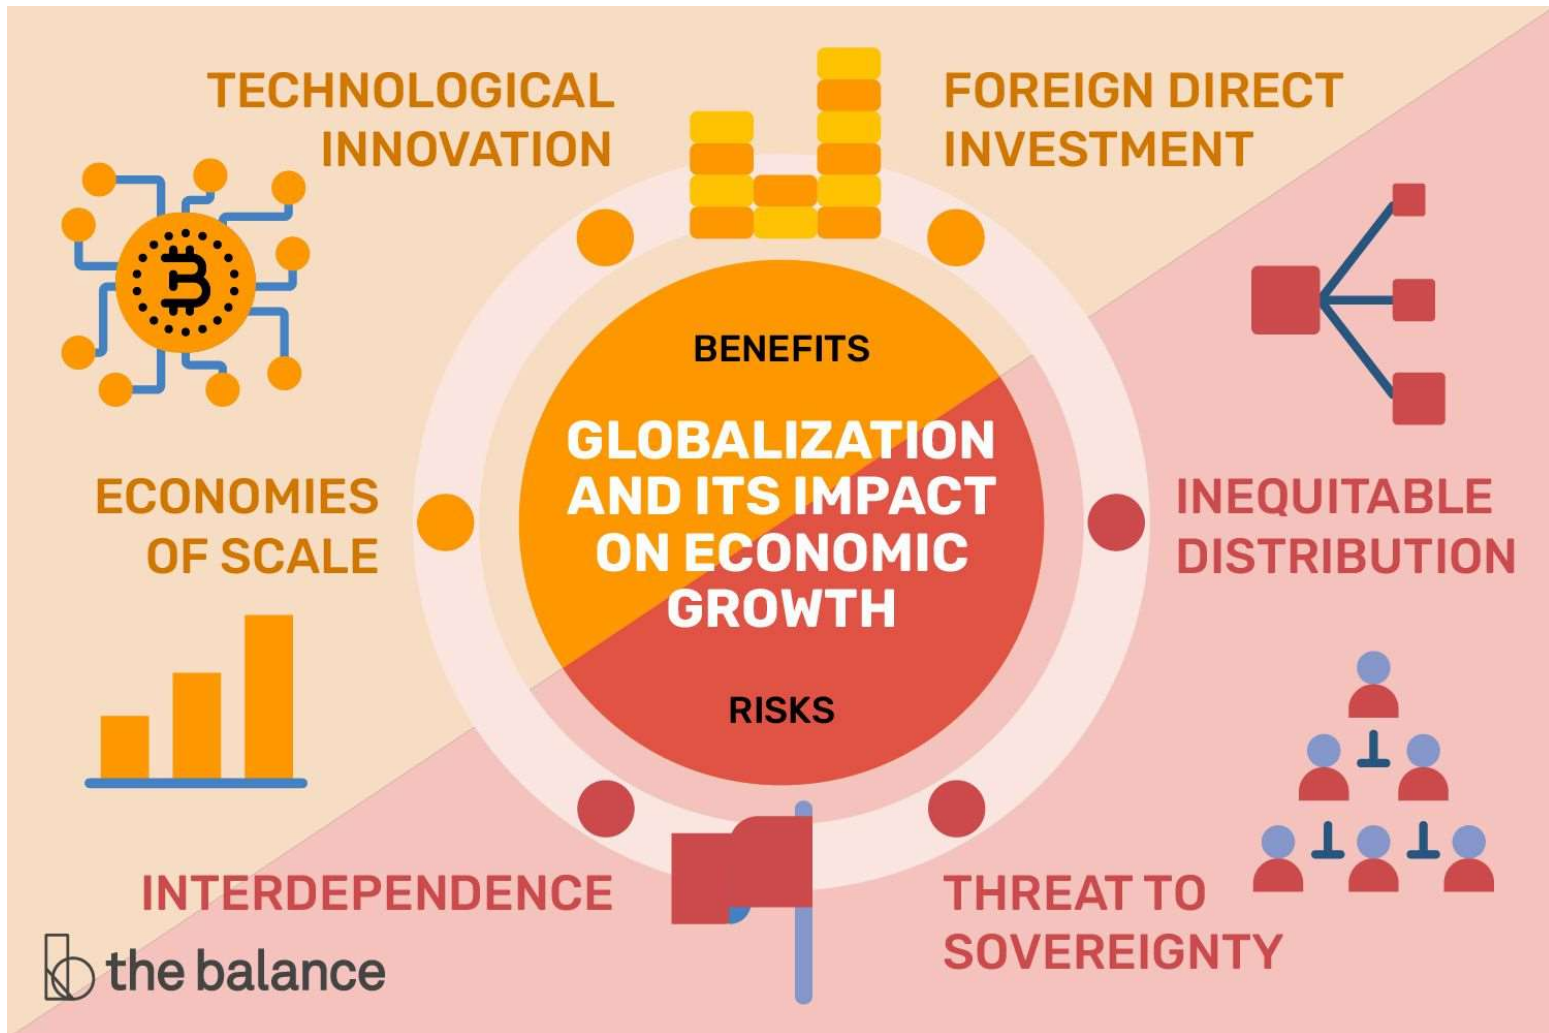 TECHNOLOGICAL
INNOVATION
FOREIGN DIRECT
INVESTMENT
BENEFITS
GLOBALIZATION
AND ITS IMPACT
ON ECONOMIC
GROWTH
RISKS
ECONOMIES
OF SCALE
INEQUITABLE
DISTRIBUTION
INTERDEPENDENCE
THREAT TO
SOVEREIGNTY
the balance